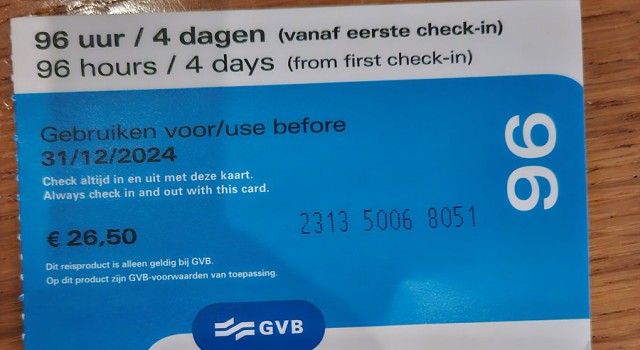 96 uur / 4 dagen (vanaf eerste check-in)
96 hours / 4 days (from first check-in)
Gebruiken voor/use before
31/12/2024
Check altijd in en uit met deze kaart.
Always check in and out with this card.
96
2313 5006 8051
€ 26,50
Dit reisproduct is alleen geldig bij GVB.
Op dit product zijn GVB-voorwaarden van toepassing.
GVB